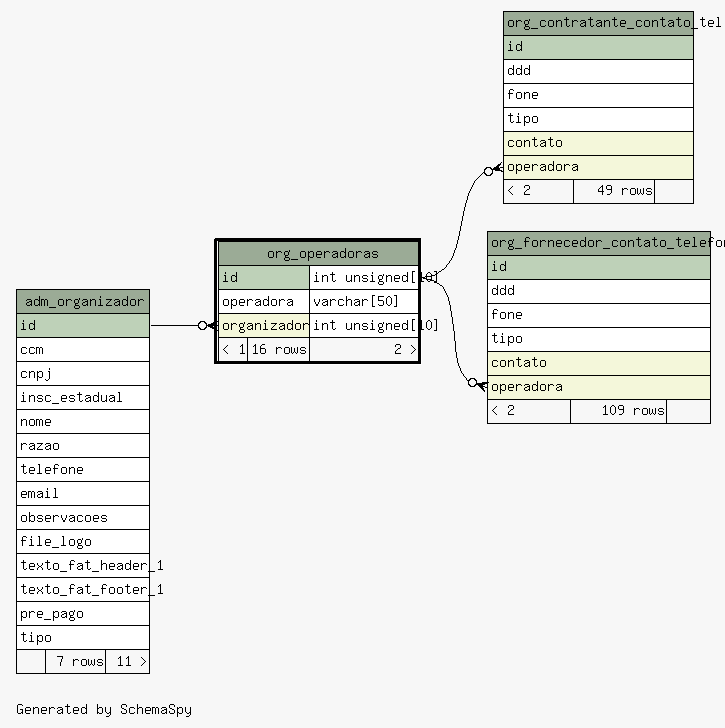 org_contratante_contato_tel
id
ddd
fone
tipo
contato
operadora
< 2 49 rows
org_fornecedor_contato_telefo
id
ddd
fone
tipo
contato
operadora
< 2 109 rows
org_operadoras
id int unsigned[10]
operadora varchar[50]
organizador int unsigned[10]
< 1 16 rows 2 >
adm_organizador
id
ccm
cnpj
insc_estadual
nome
razao
telefone
email
observacoes
file_logo
texto_fat_header_1
texto_fat_footer_1
pre_pago
tipo
7 rows 11 >
Generated by SchemaSpy